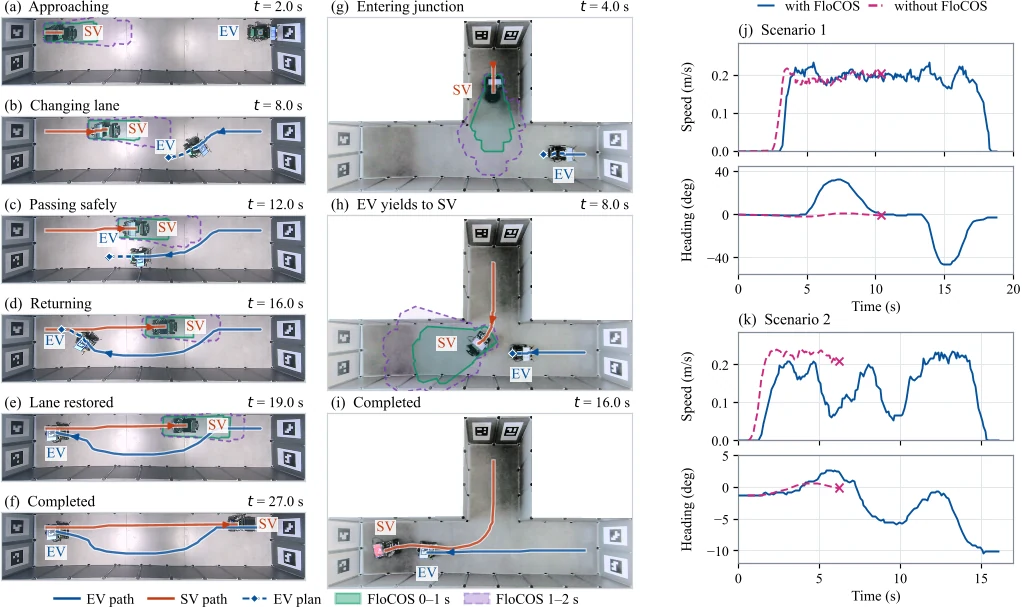 (a) Approaching t = 2.0 s
SV EV
(b) Changing lane t = 8.0 s
SV
EV
(c) Passing safely t = 12.0 s
EV SV
(d) Returning t = 16.0 s
EV SV
(e) Lane restored t = 19.0 s
SV
EV
(f) Completed t = 27.0 s
SV
EV
(g) Entering junction t = 4.0 s
SV
EV
(h) EV yields to SV t = 8.0 s
SV
EV
(i) Completed t = 16.0 s
SV
EV
EV path SV path EV plan FloCOS 0–1 s FloCOS 1–2 s
with FloCOS without FloCOS
(j) Scenario 1
Speed (m/s)
0.2
0.1
0.0
Heading (deg)
40
0
−40
0 5 10 15 20
Time (s)
(k) Scenario 2
Speed (m/s)
0.2
0.1
0.0
Heading (deg)
5
0
−5
−10
0 5 10 15
Time (s)